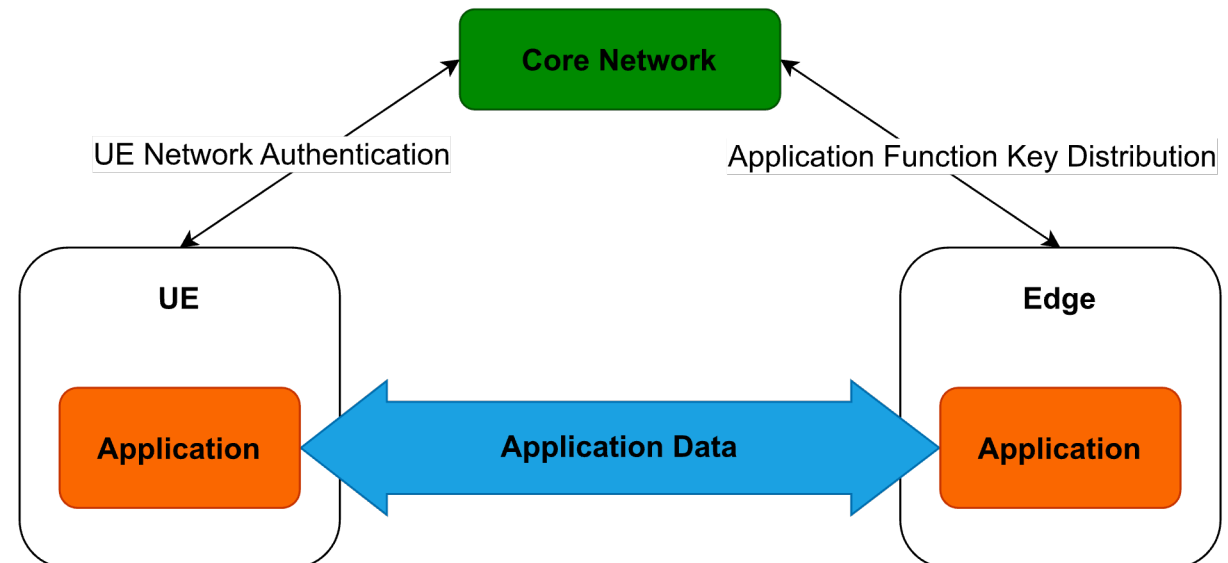 Core Network
UE Network Authentication
Application Function Key Distribution
UE
Edge
Application
Application Data
Application